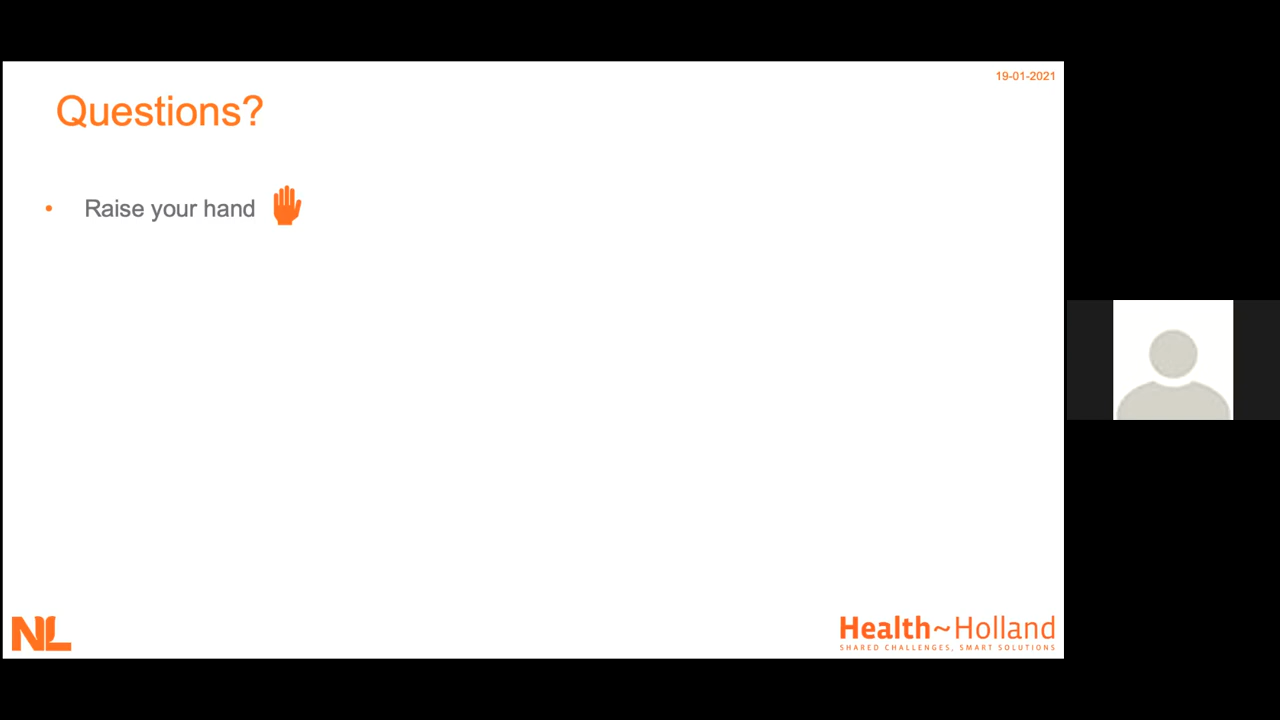 19-01-2021
Questions?
• Raise your hand
NL
Health~Holland
SHARED CHALLENGES, SMART SOLUTIONS